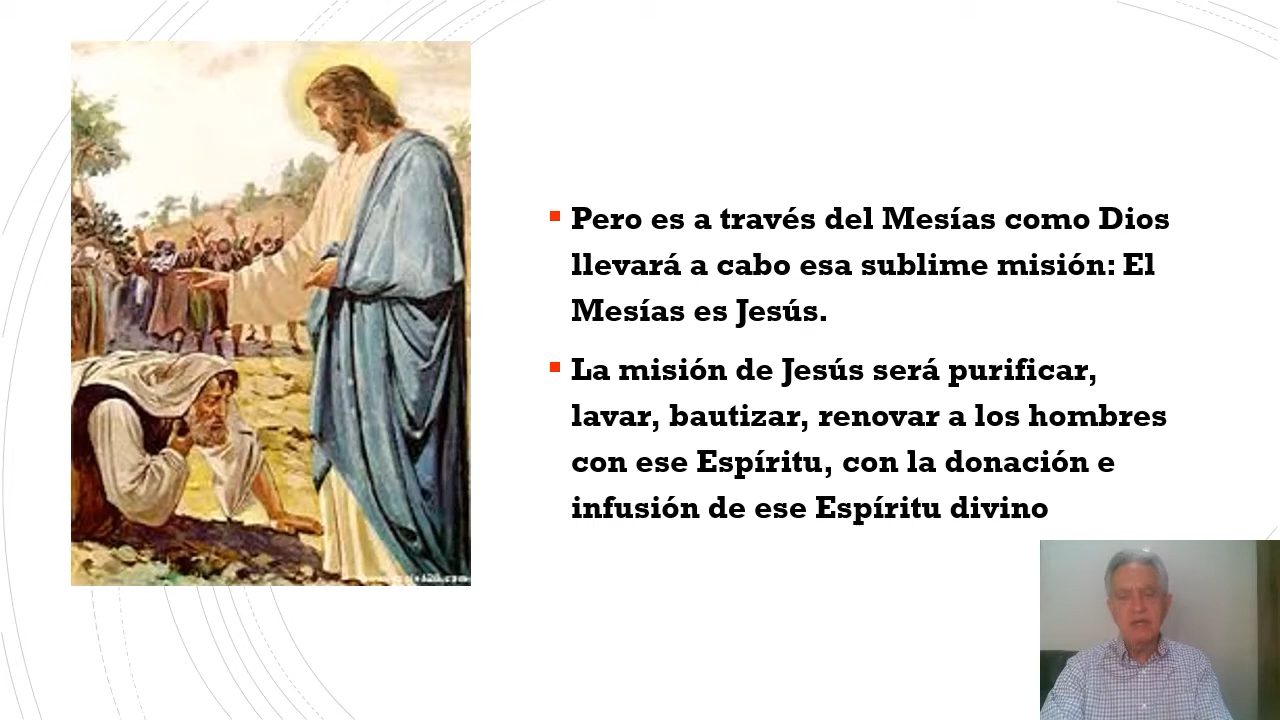 Pero es a través del Mesías como Dios
llevará a cabo esa sublime misión: El
Mesías es Jesús.
La misión de Jesús será purificar,
lavar, bautizar, renovar a los hombres
con ese Espíritu, con la donación e
infusión de ese Espíritu divino